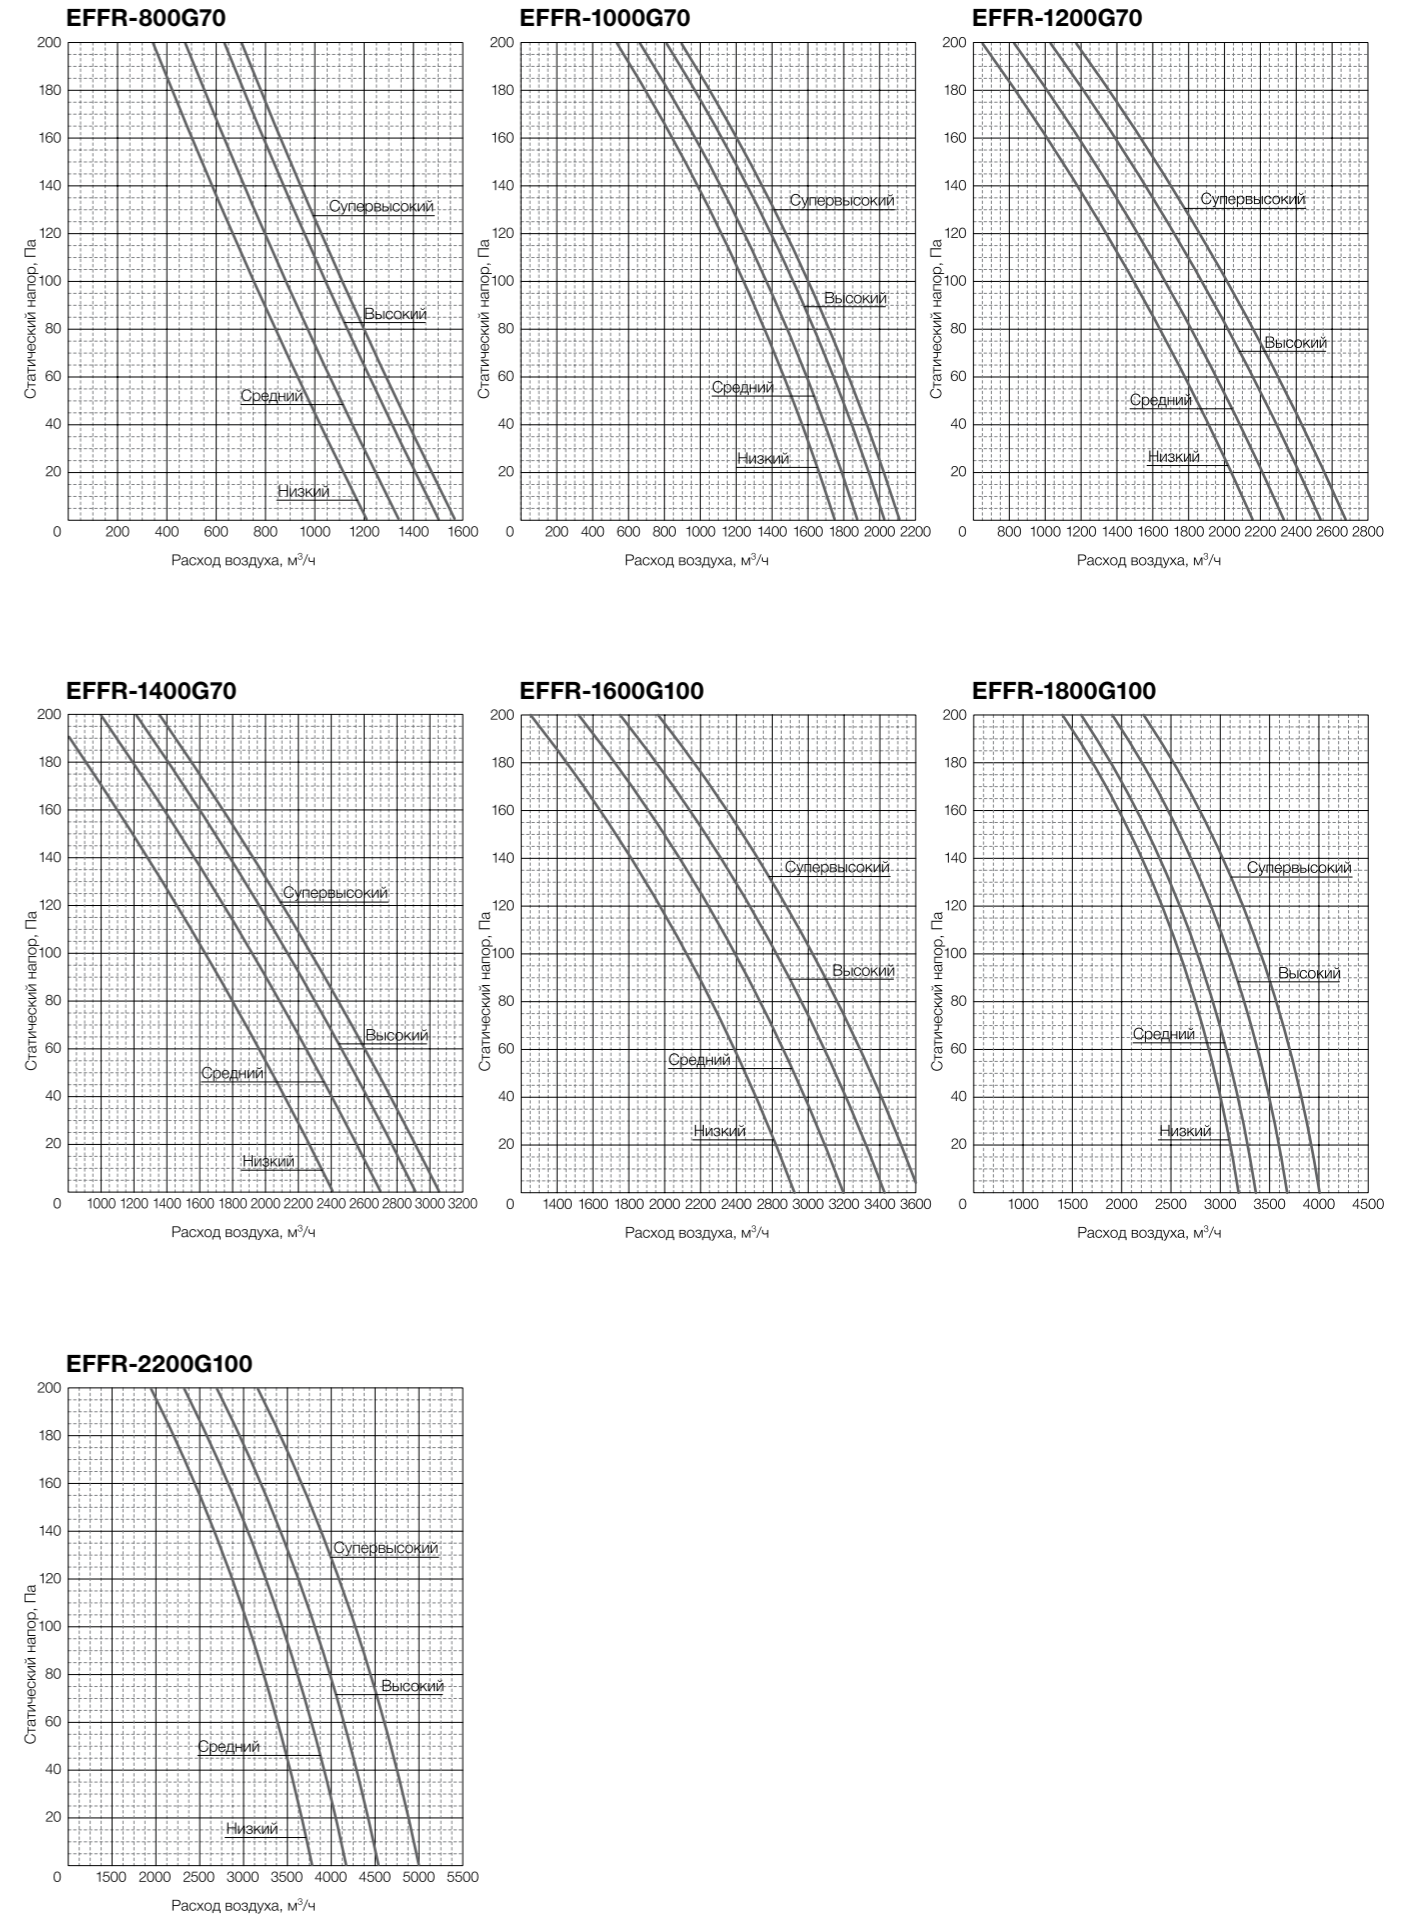 EFFR-800G70
200
180
160
140
120
100
80
60
40
20
Статический напор, Па
Супервысокий
Высокий
Средний
Низкий
0 200 400 600 800 1000 1200 1400 1600
Расход воздуха, м³/ч
EFFR-1000G70
200
180
160
140
120
100
80
60
40
20
Статический напор, Па
Супервысокий
Высокий
Средний
Низкий
0 200 400 600 800 1000 1200 1400 1600 1800 2000 2200
Расход воздуха, м³/ч
EFFR-1200G70
200
180
160
140
120
100
80
60
40
20
Статический напор, Па
Супервысокий
Высокий
Средний
Низкий
0 800 1000 1200 1400 1600 1800 2000 2200 2400 2600 2800
Расход воздуха, м³/ч
EFFR-1400G70
200
180
160
140
120
100
80
60
40
20
Статический напор, Па
Супервысокий
Высокий
Средний
Низкий
0 1000 1200 1400 1600 1800 2000 2200 2400 2600 2800 3000 3200
Расход воздуха, м³/ч
EFFR-1600G100
200
180
160
140
120
100
80
60
40
20
Статический напор, Па
Супервысокий
Высокий
Средний
Низкий
0 1400 1600 1800 2000 2200 2400 2600 2800 3000 3200 3400 3600
Расход воздуха, м³/ч
EFFR-1800G100
200
180
160
140
120
100
80
60
40
20
Статический напор, Па
Супервысокий
Высокий
Средний
Низкий
0 1000 1500 2000 2500 3000 3500 4000 4500
Расход воздуха, м³/ч
EFFR-2200G100
200
180
160
140
120
100
80
60
40
20
Статический напор, Па
Супервысокий
Высокий
Средний
Низкий
0 1500 2000 2500 3000 3500 4000 4500 5000 5500
Расход воздуха, м³/ч